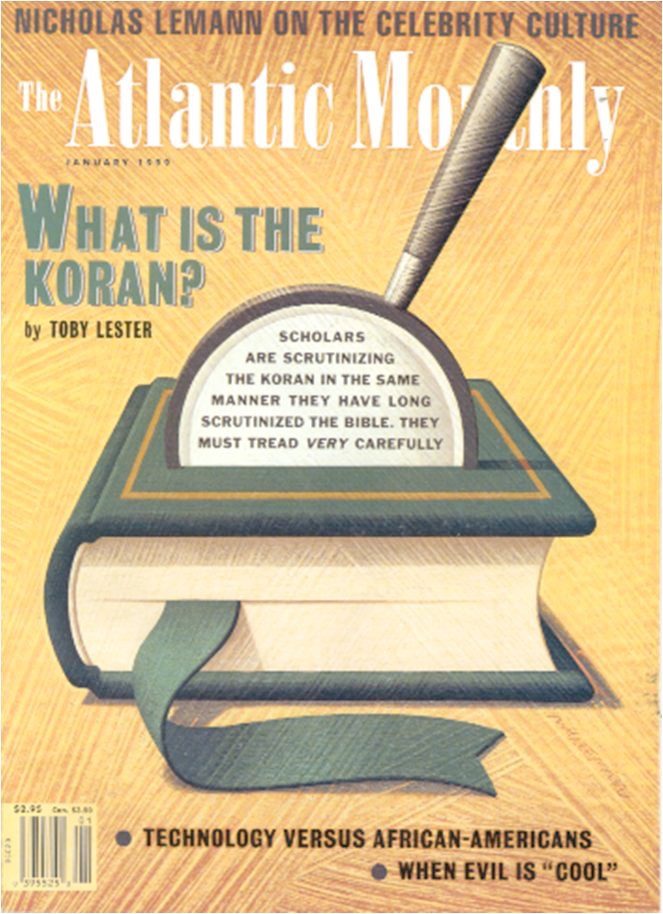 NICHOLAS LEMANN ON THE CELEBRITY CULTURE
The Atlantic Monthly
JANUARY 1999
WHAT IS THE
KORAN?
by TOBY LESTER
SCHOLARS
ARE SCRUTINIZING
THE KORAN IN THE SAME
MANNER THEY HAVE LONG
SCRUTINIZED THE BIBLE. THEY
MUST TREAD VERY CAREFULLY
$2.95 Can.
01
TECHNOLOGY VERSUS AFRICAN-AMERICANS
WHEN EVIL IS "COOL"